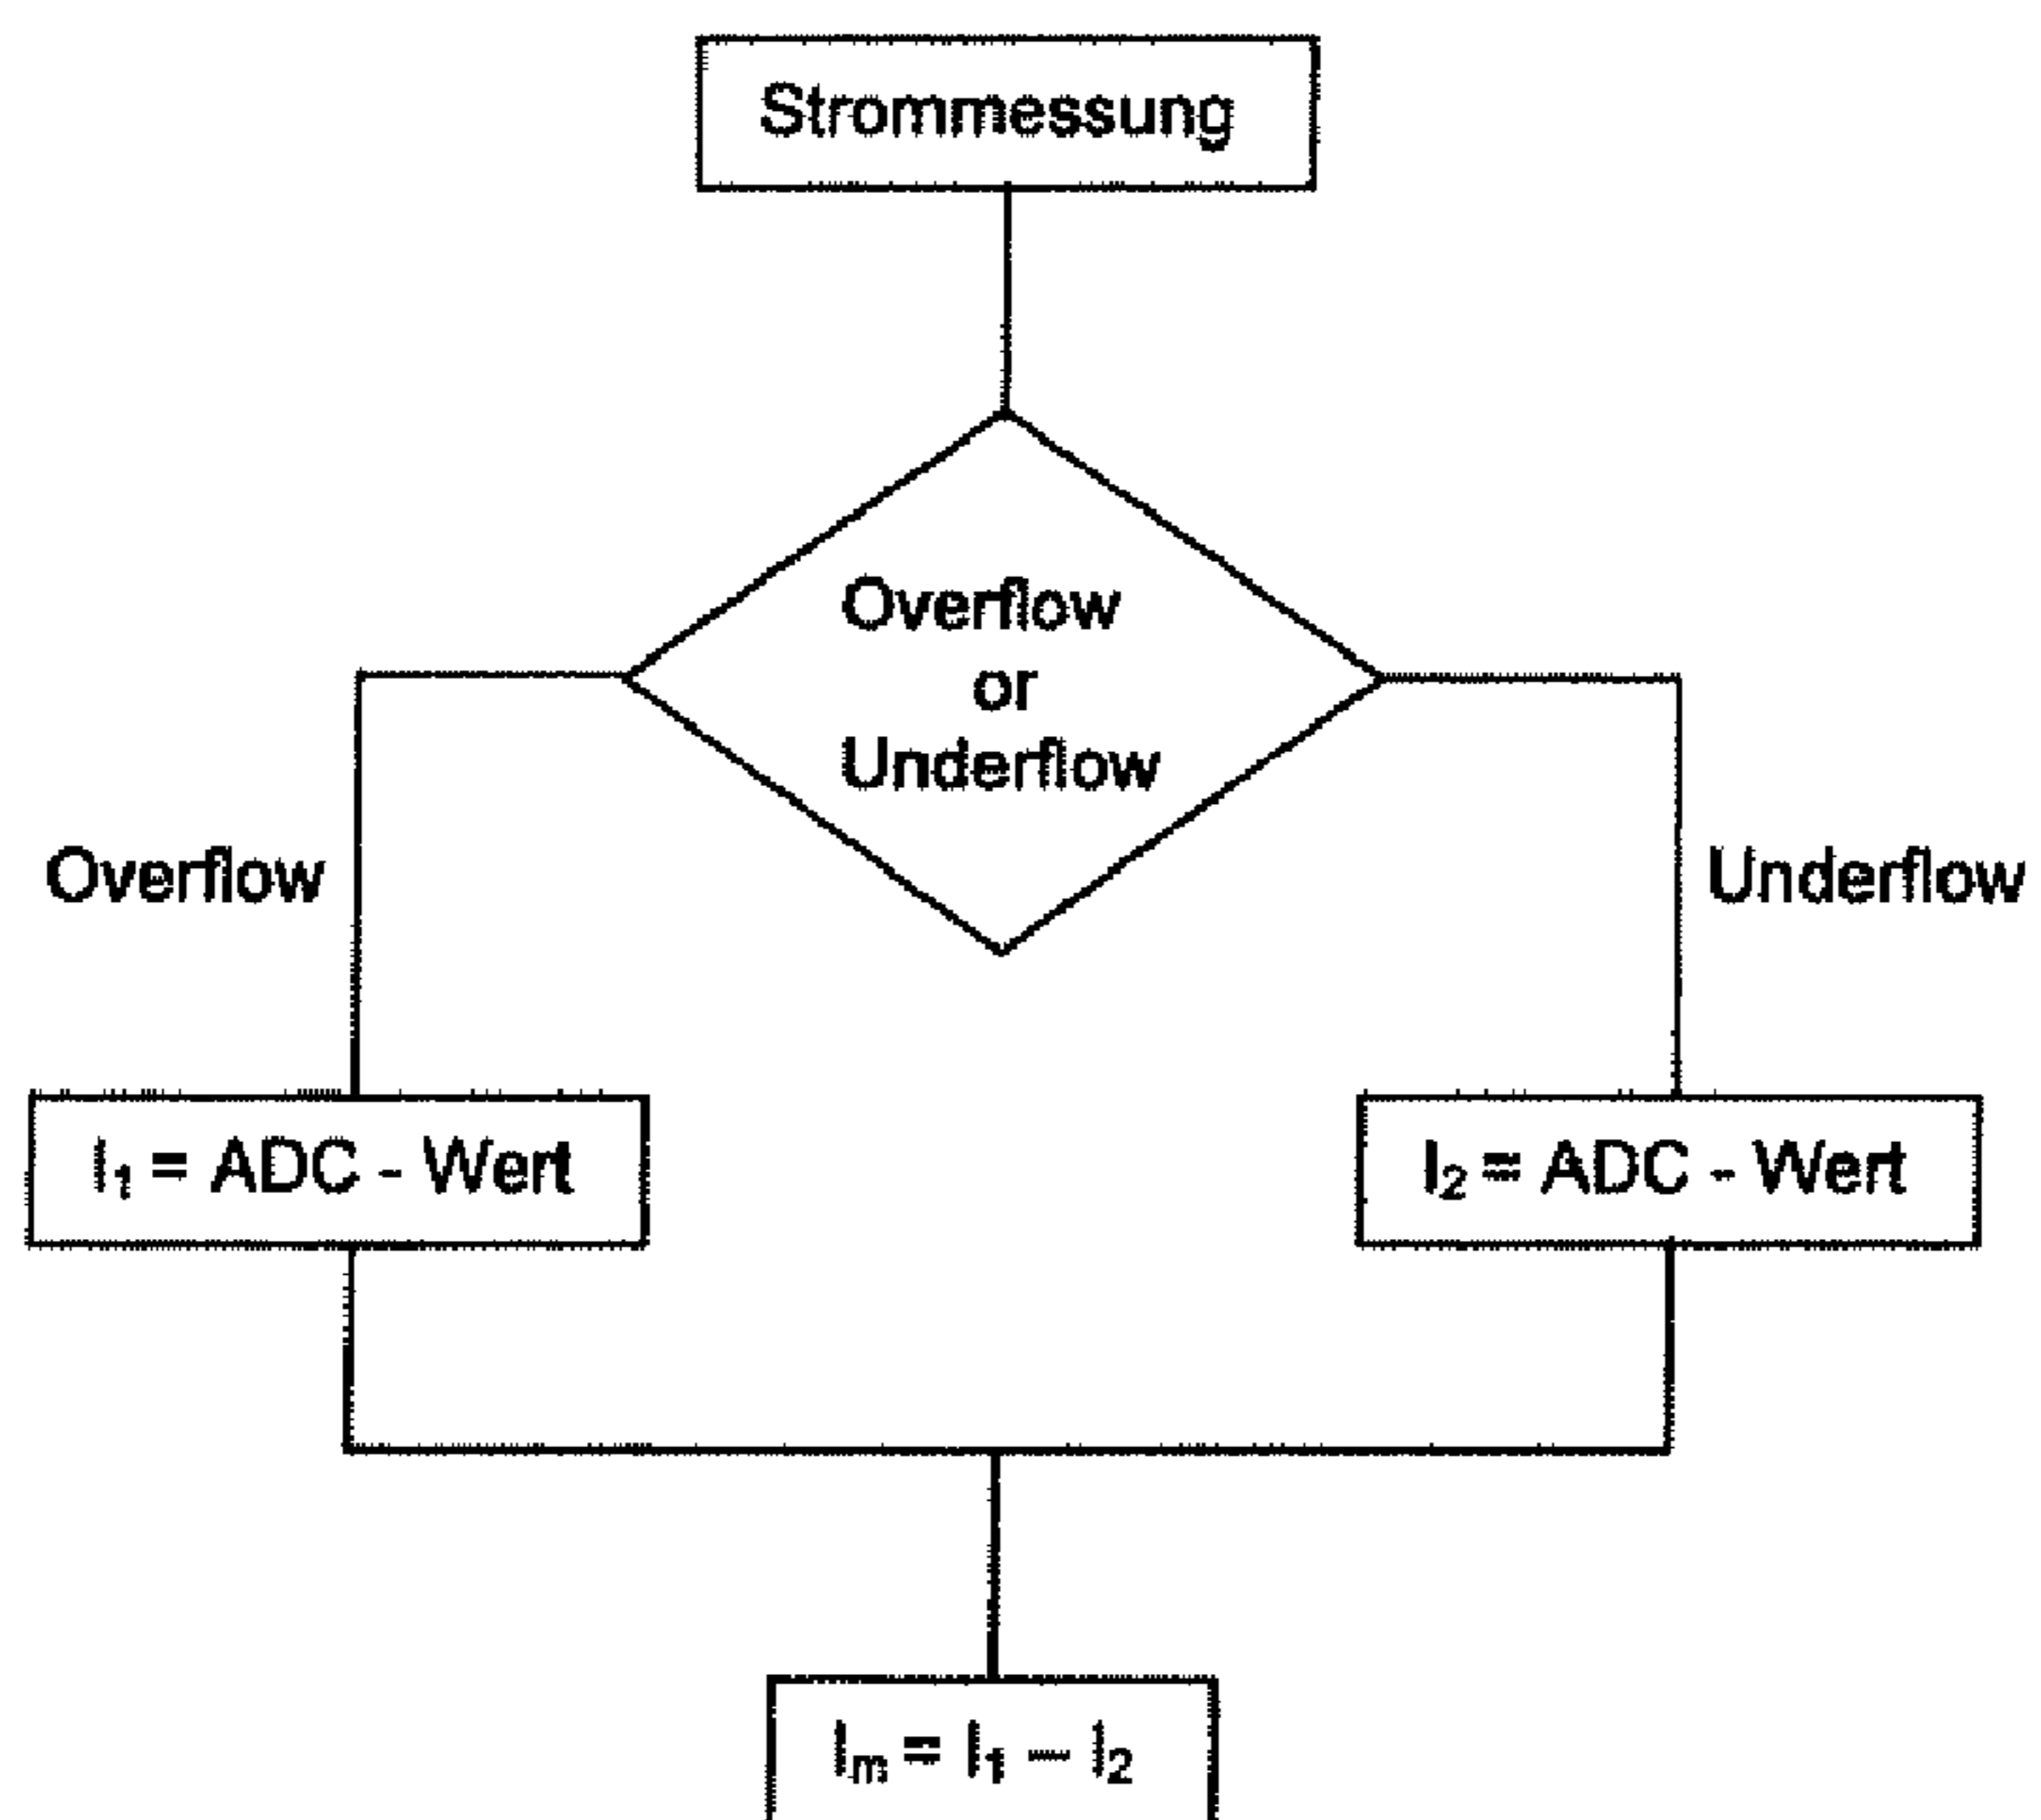 Strommessung
Overflow
or
Underflow
Overflow
Underflow
I₁ = ADC - Wert
I₂ = ADC - Wert
Iₘ = I₁ – I₂